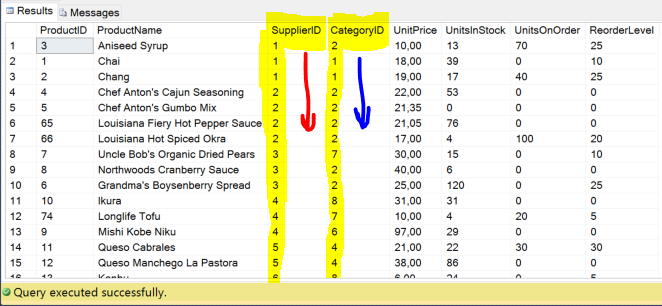 Results Messages
ProductID ProductName SupplierID CategoryID UnitPrice UnitsInStock UnitsOnOrder ReorderLevel
1 3 Aniseed Syrup 1 2 10,00 13 70 25
2 1 Chai 1 1 18,00 39 0 10
3 2 Chang 1 1 19,00 17 40 25
4 4 Chef Anton's Cajun Seasoning 2 2 22,00 53 0 0
5 5 Chef Anton's Gumbo Mix 2 2 21,35 0 0 0
6 65 Louisiana Fiery Hot Pepper Sauce 2 2 21,05 76 0 0
7 66 Louisiana Hot Spiced Okra 2 2 17,00 4 100 20
8 7 Uncle Bob's Organic Dried Pears 3 7 30,00 15 0 10
9 8 Northwoods Cranberry Sauce 3 2 40,00 6 0 0
10 6 Grandma's Boysenberry Spread 3 2 25,00 120 0 25
11 10 Ikura 4 8 31,00 31 0 0
12 74 Longlife Tofu 4 7 10,00 4 20 5
13 9 Mishi Kobe Niku 4 6 97,00 29 0 0
14 11 Queso Cabrales 5 4 21,00 22 30 30
15 12 Queso Manchego La Pastora 5 4 38,00 86 0 0
16 13 Konbu 6 8 6,00 24 0 5
Query executed successfully.